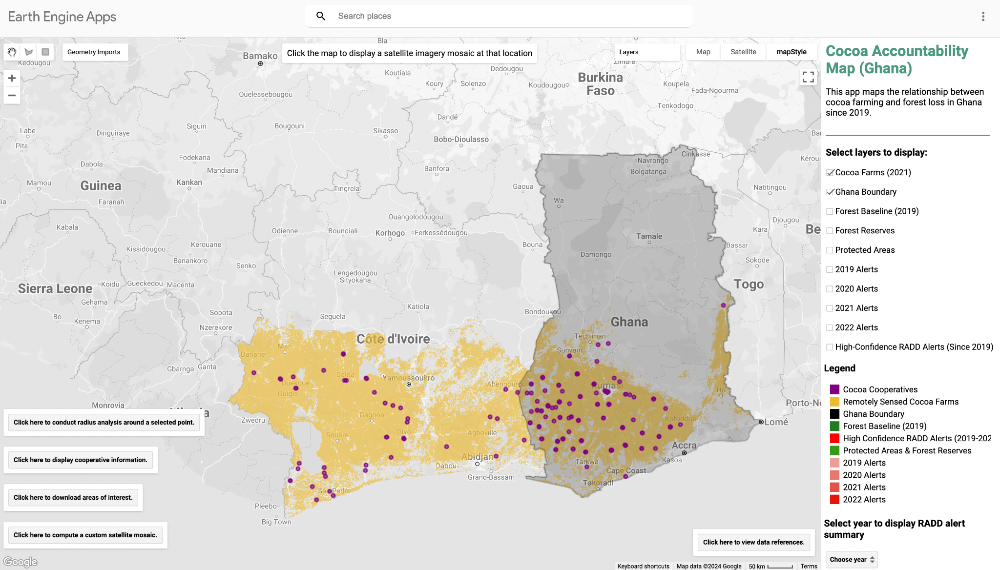 Earth Engine Apps
Search places
Geometry Imports
Click the map to display a satellite imagery mosaic at that location
Layers
Map
Satellite
mapStyle
Cocoa Accountability
Map (Ghana)
This app maps the relationship between
cocoa farming and forest loss in Ghana
since 2019.
Select layers to display:
Cocoa Farms (2021)
Ghana Boundary
Forest Baseline (2019)
Forest Reserves
Protected Areas
2019 Alerts
2020 Alerts
2021 Alerts
2022 Alerts
High-Confidence RADD Alerts (Since 2019)
Legend
Cocoa Cooperatives
Remotely Sensed Cocoa Farms
Ghana Boundary
Forest Baseline (2019)
High Confidence RADD Alerts (2019-202
Protected Areas & Forest Reserves
2019 Alerts
2020 Alerts
2021 Alerts
2022 Alerts
Select year to display RADD alert
summary
Choose year
Bla
Kedougou
Bamako
Koutiala
Dedougou
Ziniare
Burkina
Faso
Koury
Solenzo
Koudougou
Koupela
Fada-Ngourma
Ouelessebougou
Tenkodogo
Dandé
Labe
Dinguiraye
Siguiri
Bougouni
Sikasso
Bobo-Dioulasso
Pita
Fodekaria
Cinkassé
Navrongo
Bolgatanga
Kérou
Dabola
Mandiana
Banfora
Mamou
Guinea
Kankan
Tingrela
Gaoua
Natitingou
Faranah
Wa
Ouangolodougou
Kabala
Odienne
Boundiali
Korhogo
Ferkessédougou
Tamale
Djougou
Kara
Be
Kissidougou
Kerouane
Bouna
Bassar
Banankoro
Damongo
Sokode
Senko
Lengedougou
Sityokaha
Sierra Leone
Koidu
Gueckedou
Macenta
Togo
Gehama
Katiola
Bo
Kenema
Sopota
Seguela
Bondoukou
Nzerekore
Ghana
Côte d'Ivoire
Techiman
Man
Danane
Sunyani
Gbarnga
Ganta
Daloa
Yamoussoukro
Duekoue
Guiglo
Abengourou
Kumasi
Ho
Monrovia
Porto-N
Zwedru
Gagnoa
Koforidua
Lomé
Soubre
Divo
Agboville
Accra
Kasoa
Abidjan
Dabou
Grand-Bassam
Tarkwa
Cape Coast
Takoradi
San-Pedro
Pleebo
Big Town
Click here to conduct radius analysis around a selected point.
Click here to display cooperative information.
Click here to download areas of interest.
Click here to compute a custom satellite mosaic.
Click here to view data references.
Google
Keyboard shortcuts
Map data ©2024 Google
50 km
Terms